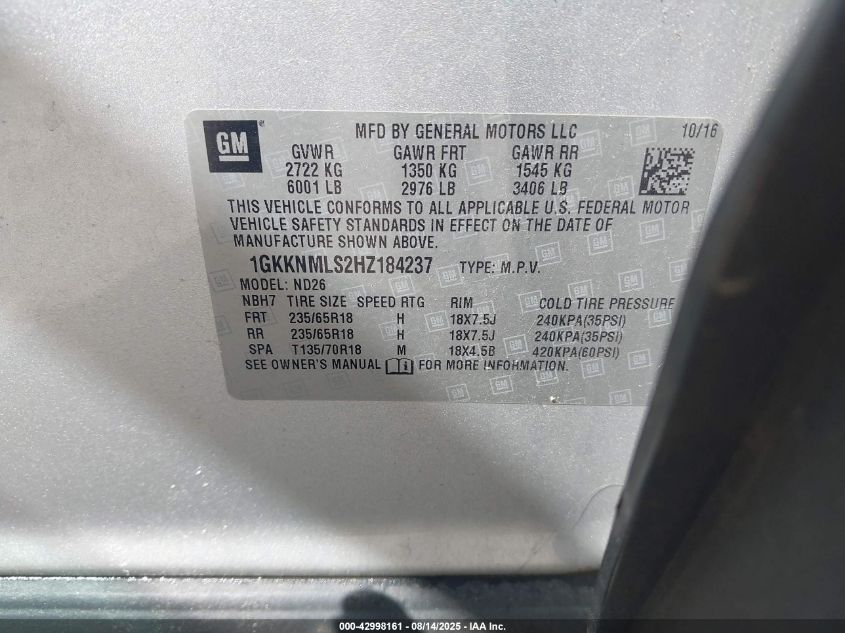 GM MFD BY GENERAL MOTORS LLC 10/16
GVWR GAWR FRT GAWR RR
2722 KG 1350 KG 1545 KG
6001 LB 2976 LB 3406 LB
THIS VEHICLE CONFORMS TO ALL APPLICABLE U.S. FEDERAL MOTOR
VEHICLE SAFETY STANDARDS IN EFFECT ON THE DATE OF
MANUFACTURE SHOWN ABOVE.
1GKKNMLS2HZ184237 TYPE: M.P.V.
MODEL: ND26
NBH7 TIRE SIZE SPEED RTG RIM COLD TIRE PRESSURE
FRT 235/65R18 H 18X7.5J 240KPA(35PSI)
RR 235/65R18 H 18X7.5J 240KPA(35PSI)
SPA T135/70R18 M 18X4.5B 420KPA(60PSI)
SEE OWNER'S MANUAL FOR MORE INFORMATION.
000-42998161 - 08/14/2025 - IAA Inc.